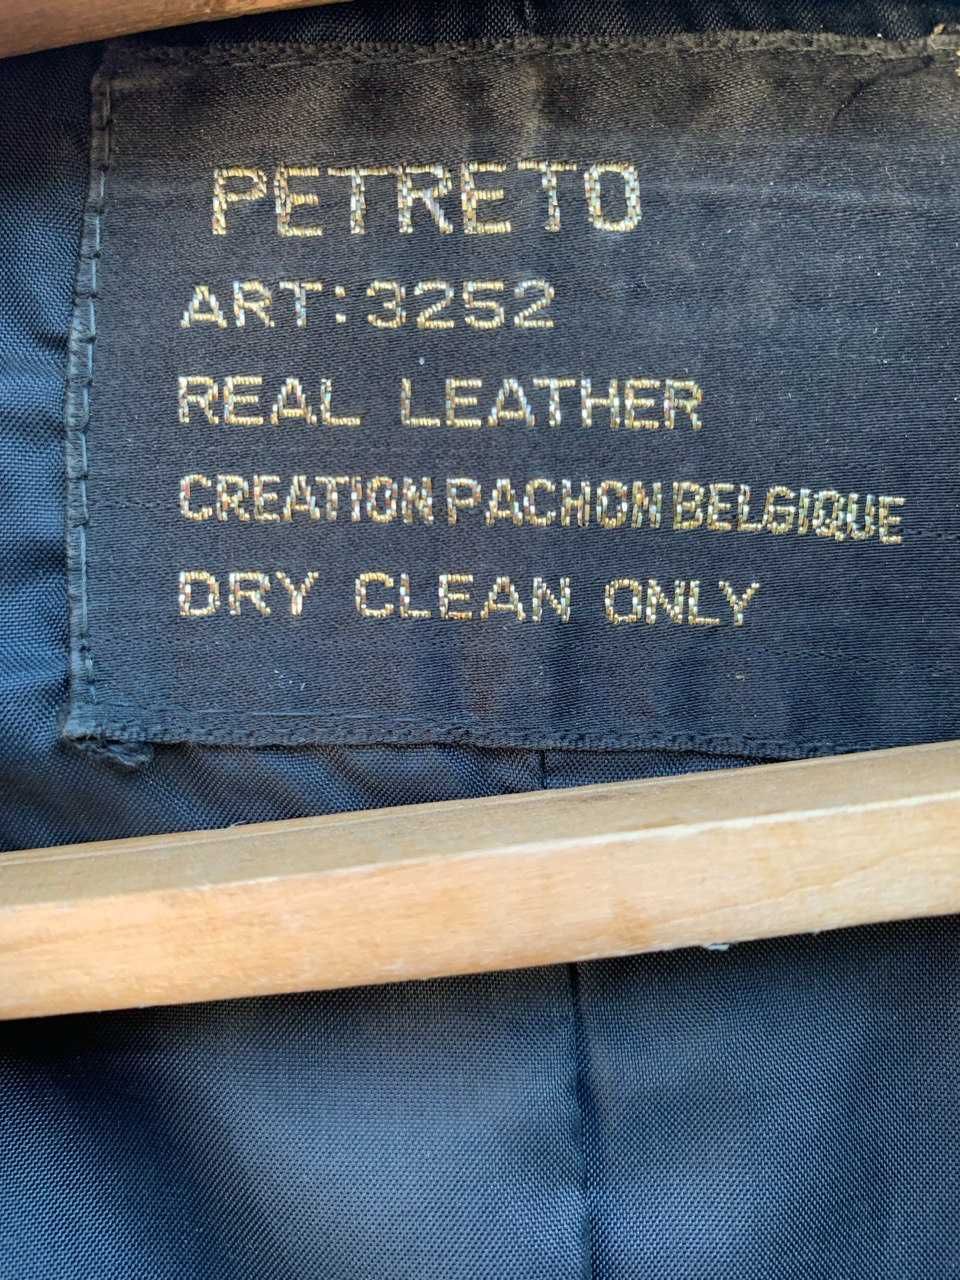 PETRETO
ART:3252
REAL LEATHER
CREATION PACHON BELGIQUE
DRY CLEAN ONLY